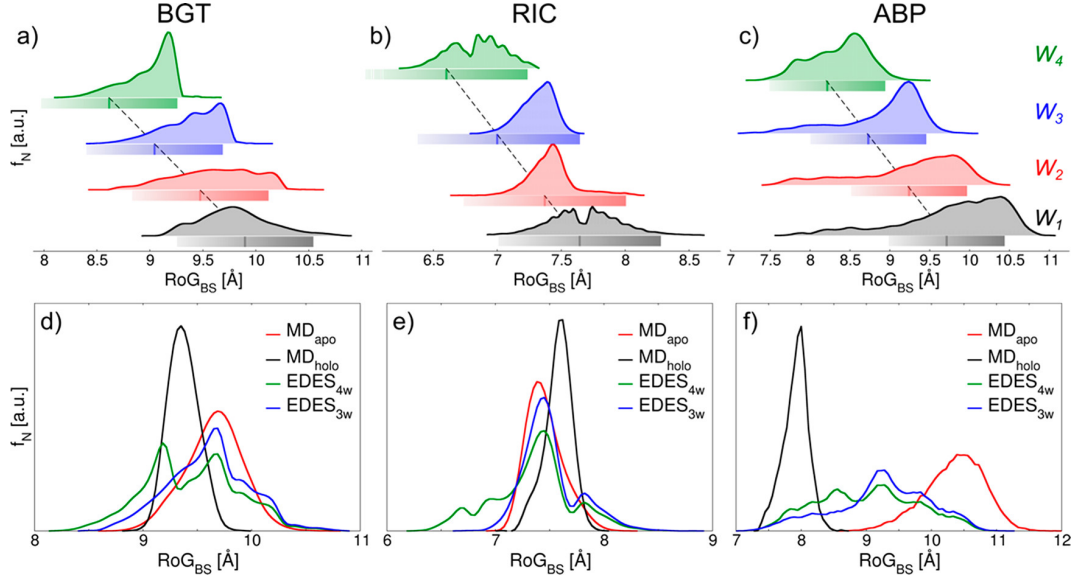 BGT RIC ABP
a) b) c)
W4
W3
W2
W1
fN [a.u.]
8 8.5 9 9.5 10 10.5 11 6.5 7.5 8.5 7 7.5 8 8.5 9 9.5 10 10.5 11
RoGBS [Å] RoGBS [Å] RoGBS [Å]
d) e) f)
MDapo MDapo MDapo
MDholo MDholo MDholo
EDES4w EDES4w EDES4w
EDES3w EDES3w EDES3w
fN [a.u.]
8 9 10 11 6 7 8 9 7 8 9 10 11 12
RoGBS [Å] RoGBS [Å] RoGBS [Å]